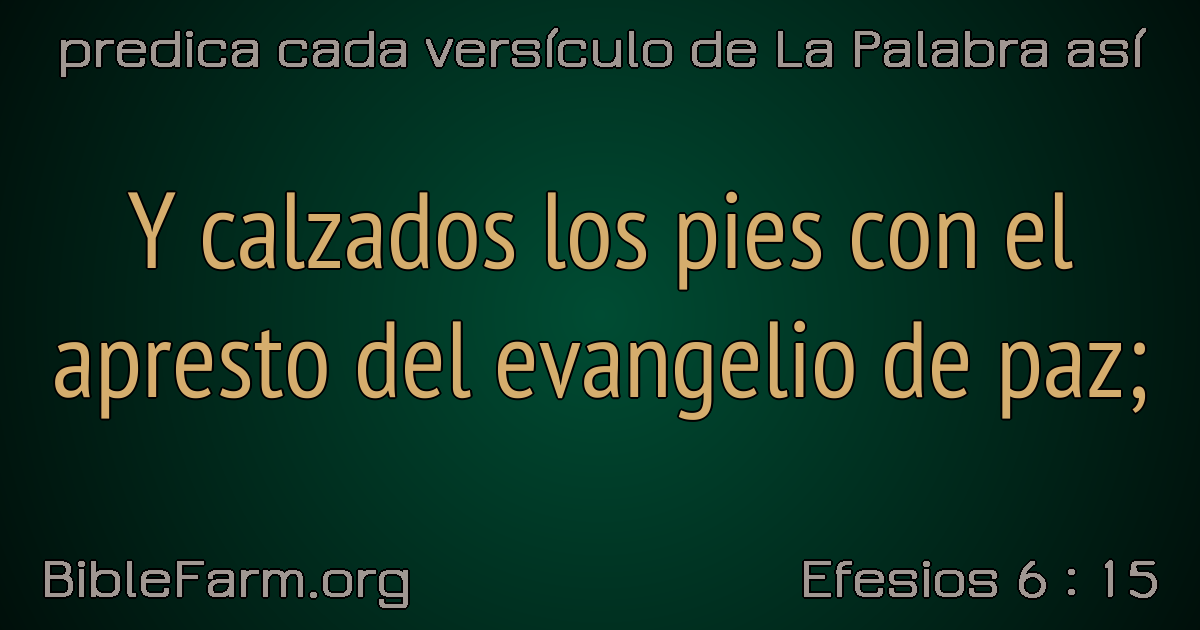 predica cada versículo de La Palabra así
Y calzados los pies con el
apresto del evangelio de paz;
BibleFarm.org
Efesios 6 : 15